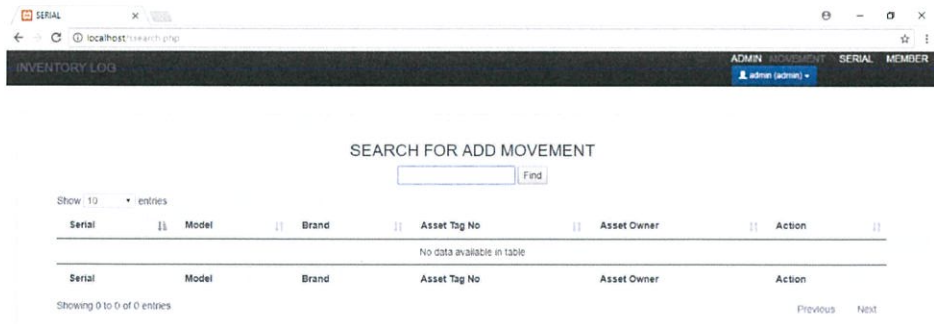 SERIAL
localhost/search.php
INVENTORY LOG
ADMIN MOVEMENT SERIAL MEMBER
admin (admin)
SEARCH FOR ADD MOVEMENT
Find
Show 10 entries
Serial Model Brand Asset Tag No Asset Owner Action
No data available in table
Serial Model Brand Asset Tag No Asset Owner Action
Showing 0 to 0 of 0 entries
Previous Next